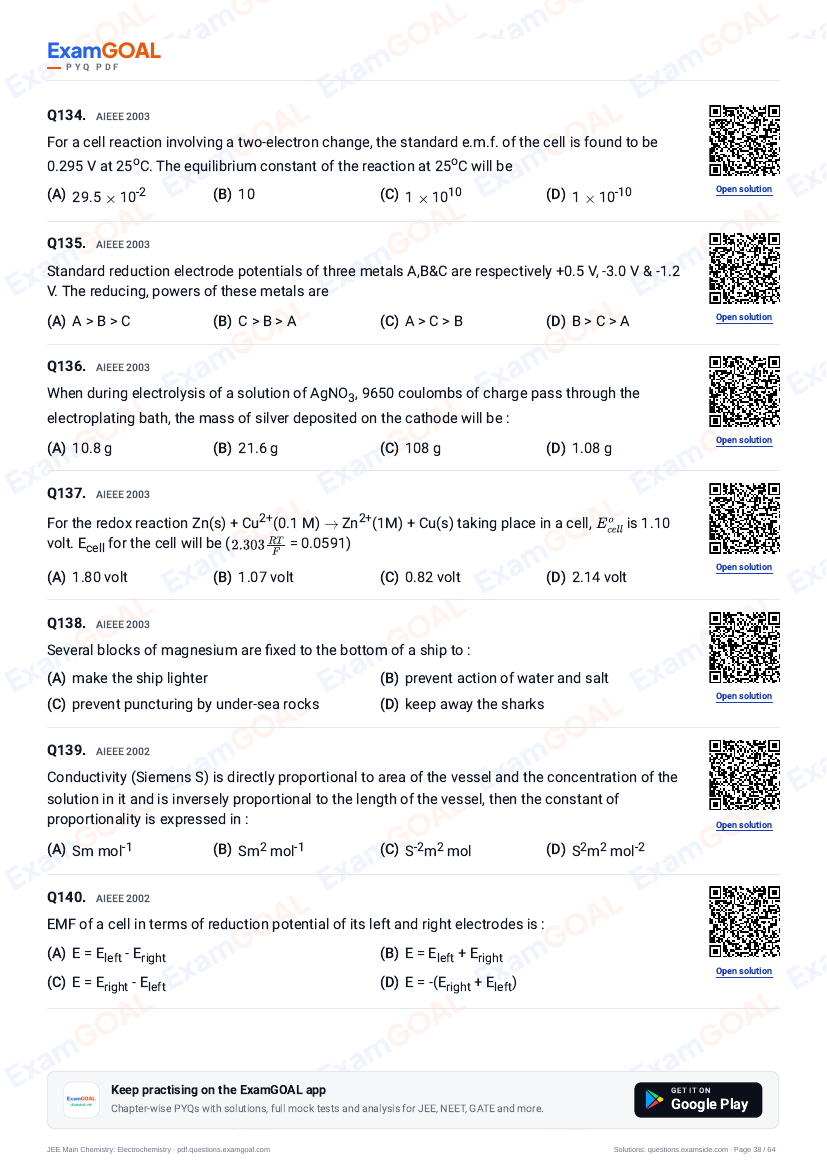 ExamGOAL
PYQ PDF
Q134. AIEEE 2003
For a cell reaction involving a two-electron change, the standard e.m.f. of the cell is found to be
0.295 V at 25°C. The equilibrium constant of the reaction at 25°C will be
(A) 29.5 × 10⁻² (B) 10 (C) 1 × 10¹⁰ (D) 1 × 10⁻¹⁰
Open solution
Q135. AIEEE 2003
Standard reduction electrode potentials of three metals A,B&C are respectively +0.5 V, -3.0 V & -1.2
V. The reducing, powers of these metals are
(A) A > B > C (B) C > B > A (C) A > C > B (D) B > C > A
Open solution
Q136. AIEEE 2003
When during electrolysis of a solution of AgNO₃, 9650 coulombs of charge pass through the
electroplating bath, the mass of silver deposited on the cathode will be :
(A) 10.8 g (B) 21.6 g (C) 108 g (D) 1.08 g
Open solution
Q137. AIEEE 2003
For the redox reaction Zn(s) + Cu²⁺(0.1 M) → Zn²⁺(1M) + Cu(s) taking place in a cell, E°cell is 1.10
volt. Ecell for the cell will be (2.303 RT/F = 0.0591)
(A) 1.80 volt (B) 1.07 volt (C) 0.82 volt (D) 2.14 volt
Open solution
Q138. AIEEE 2003
Several blocks of magnesium are fixed to the bottom of a ship to :
(A) make the ship lighter (B) prevent action of water and salt
(C) prevent puncturing by under-sea rocks (D) keep away the sharks
Open solution
Q139. AIEEE 2002
Conductivity (Siemens S) is directly proportional to area of the vessel and the concentration of the
solution in it and is inversely proportional to the length of the vessel, then the constant of
proportionality is expressed in :
(A) Sm mol⁻¹ (B) Sm² mol⁻¹ (C) S⁻²m² mol (D) S²m² mol⁻²
Open solution
Q140. AIEEE 2002
EMF of a cell in terms of reduction potential of its left and right electrodes is :
(A) E = Eleft - Eright (B) E = Eleft + Eright
(C) E = Eright - Eleft (D) E = -(Eright + Eleft)
Open solution
Keep practising on the ExamGOAL app
Chapter-wise PYQs with solutions, full mock tests and analysis for JEE, NEET, GATE and more.
GET IT ON
Google Play
JEE Main Chemistry: Electrochemistry · pdf.questions.examgoal.com Solutions: questions.examside.com · Page 38 / 64